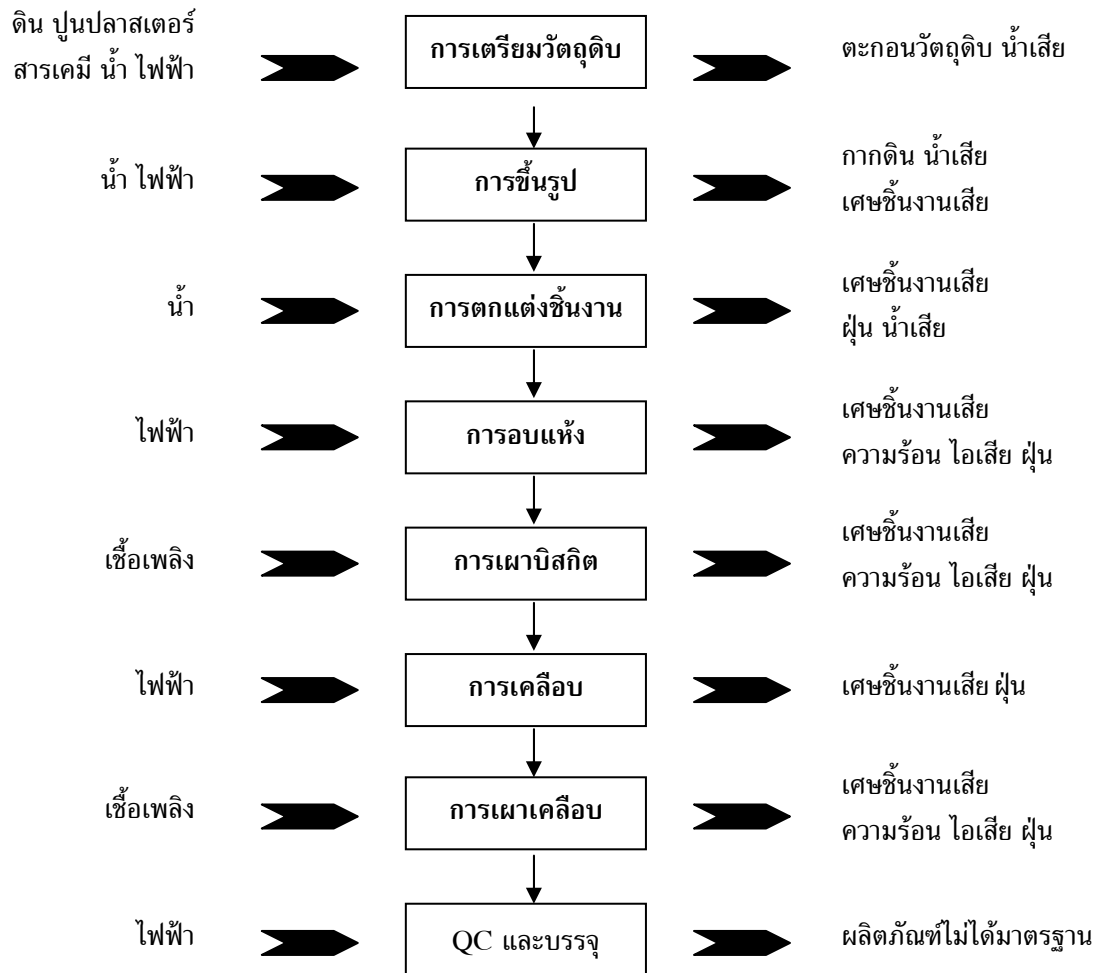 ดิน ปูนปลาสเตอร์
สารเคมี น้ำ ไฟฟ้า
การเตรียมวัตถุดิบ
ตะกอนวัตถุดิบ น้ำเสีย
น้ำ ไฟฟ้า
การขึ้นรูป
กากดิน น้ำเสีย
เศษชิ้นงานเสีย
น้ำ
การตกแต่งชิ้นงาน
เศษชิ้นงานเสีย
ฝุ่น น้ำเสีย
ไฟฟ้า
การอบแห้ง
เศษชิ้นงานเสีย
ความร้อน ไอเสีย ฝุ่น
เชื้อเพลิง
การเผาบิสกิต
เศษชิ้นงานเสีย
ความร้อน ไอเสีย ฝุ่น
ไฟฟ้า
การเคลือบ
เศษชิ้นงานเสีย ฝุ่น
เชื้อเพลิง
การเผาเคลือบ
เศษชิ้นงานเสีย
ความร้อน ไอเสีย ฝุ่น
ไฟฟ้า
QC และบรรจุ
ผลิตภัณฑ์ไม่ได้มาตรฐาน